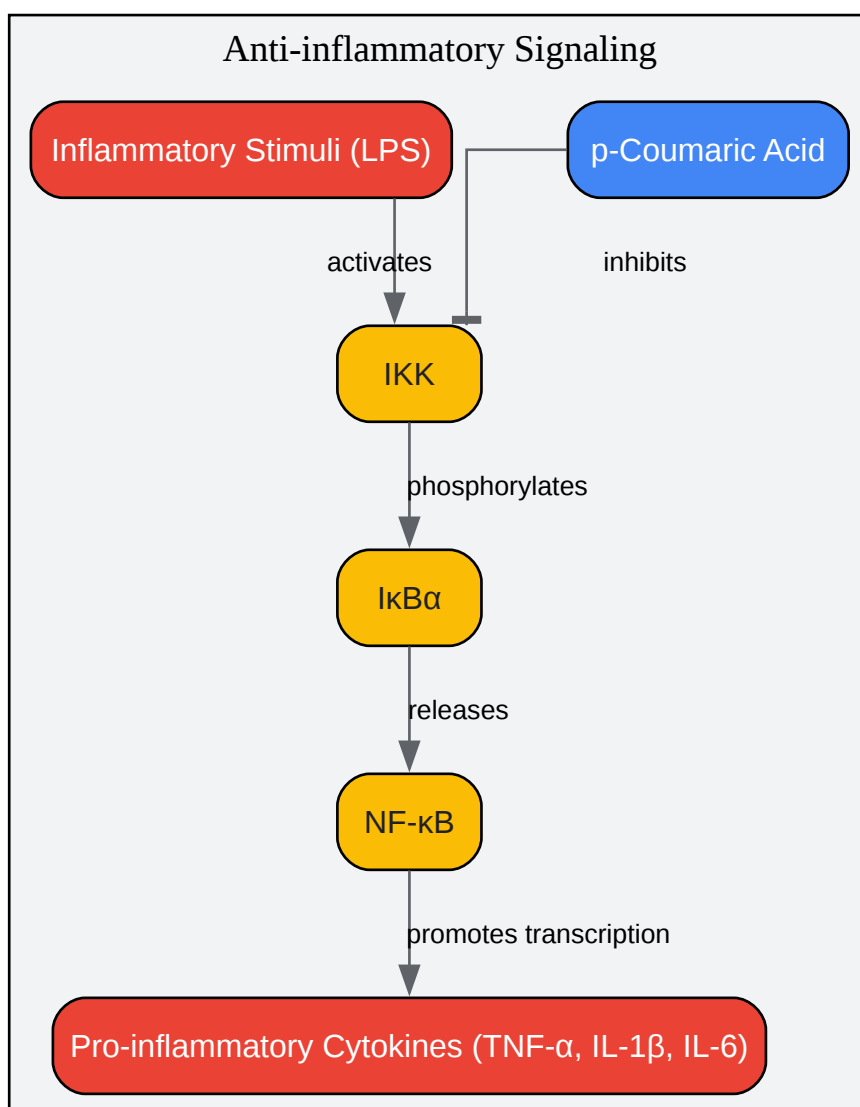 Anti-inflammatory Signaling
Inflammatory Stimuli (LPS)
p-Coumaric Acid
activates
inhibits
IKK
phosphorylates
IκBα
releases
NF-κB
promotes transcription
Pro-inflammatory Cytokines (TNF-α, IL-1β, IL-6)